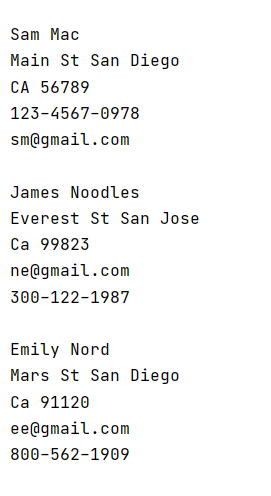 Sam Mac
Main St San Diego
CA 56789
123-4567-0978
sm@gmail.com

James Noodles
Everest St San Jose
Ca 99823
ne@gmail.com
300-122-1987

Emily Nord
Mars St San Diego
Ca 91120
ee@gmail.com
800-562-1909